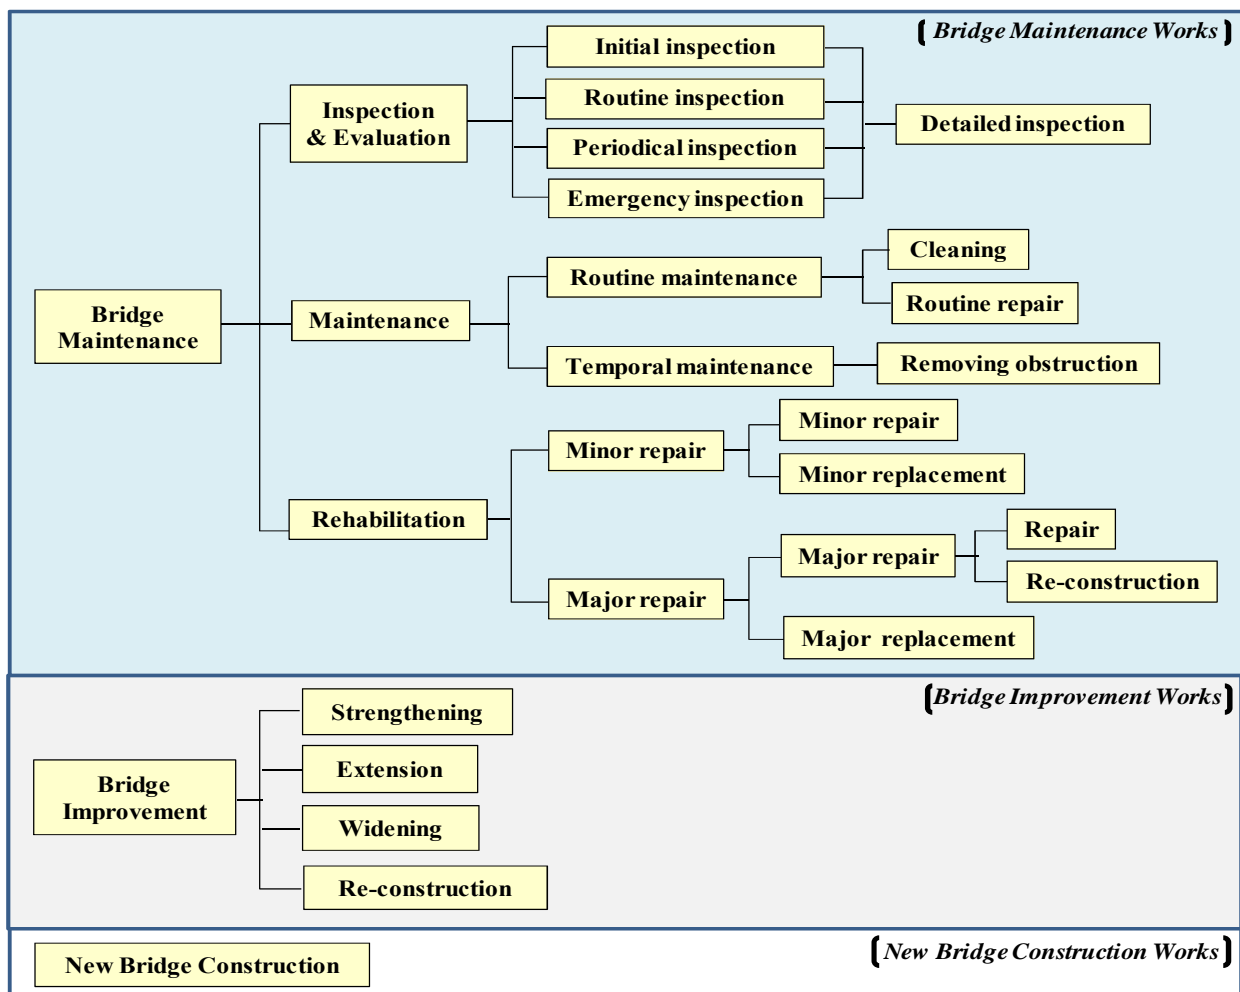 【 Bridge Maintenance Works】
Initial inspection
Inspection
& Evaluation
Routine inspection
Detailed inspection
Periodical inspection
Emergency inspection
Cleaning
Routine maintenance
Routine repair
Bridge
Maintenance
Maintenance
Temporal maintenance
Removing obstruction
Minor repair
Minor repair
Minor replacement
Rehabilitation
Repair
Major repair
Re-construction
Major repair
Major replacement
【Bridge Improvement Works】
Strengthening
Bridge
Improvement
Extension
Widening
Re-construction
【New Bridge Construction Works】
New Bridge Construction